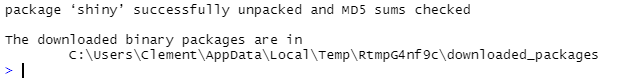 package ‘shiny’ successfully unpacked and MD5 sums checked
The downloaded binary packages are in
C:\Users\Clement\AppData\Local\Temp\RtmpG4nf9c\downloaded_packages
>